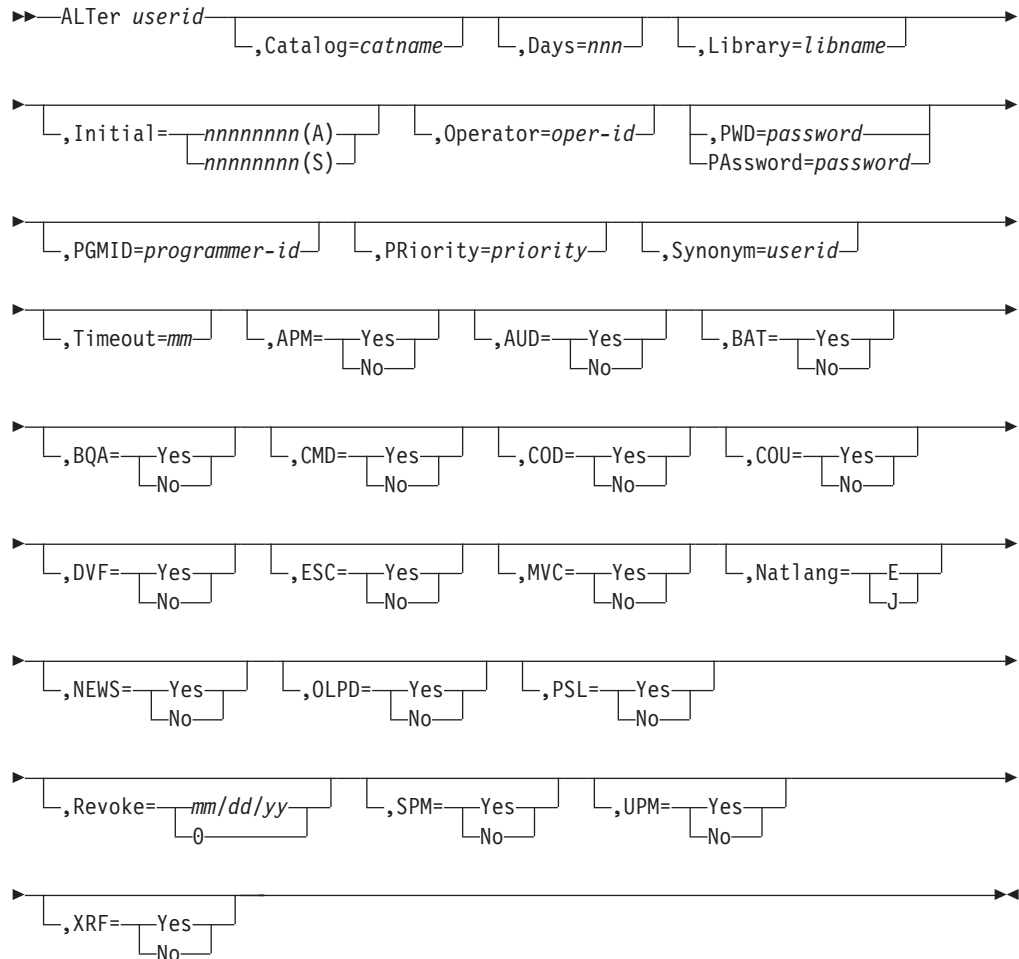 ALTer userid
,Catalog=catname ,Days=nnn ,Library=libname
,Initial= nnnnnnnn(A) ,Operator=oper-id ,PWD=password
nnnnnnnn(S) PAssword=password
,PGMID=programmer-id ,PRiority=priority ,Synonym=userid
,Timeout=mm ,APM= Yes ,AUD= Yes ,BAT= Yes
No No No
,BQA= Yes ,CMD= Yes ,COD= Yes ,COU= Yes
No No No No
,DVF= Yes ,ESC= Yes ,MVC= Yes ,Natlang= E
No No No J
,NEWS= Yes ,OLPD= Yes ,PSL= Yes
No No No
,Revoke= mm/dd/yy ,SPM= Yes ,UPM= Yes
0 No No
,XRF= Yes
No